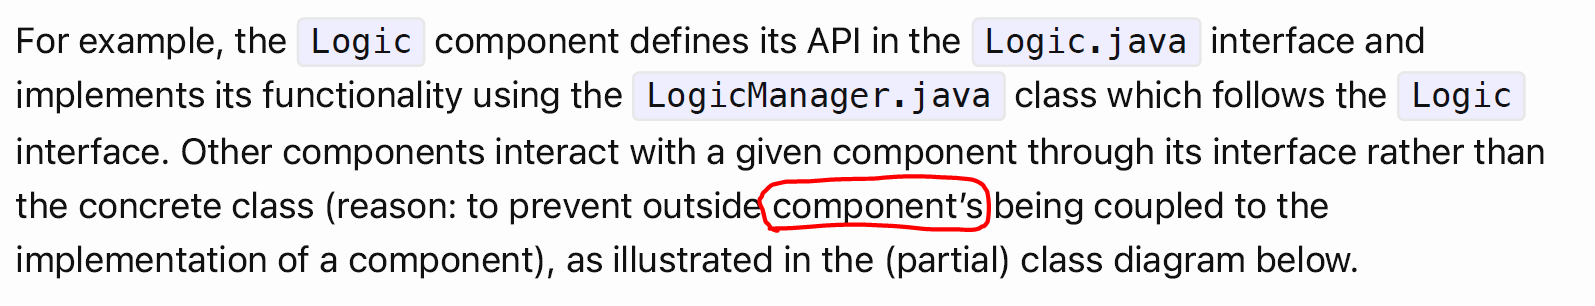 For example, the Logic component defines its API in the Logic.java interface and
implements its functionality using the LogicManager.java class which follows the Logic
interface. Other components interact with a given component through its interface rather than
the concrete class (reason: to prevent outside component’s being coupled to the
implementation of a component), as illustrated in the (partial) class diagram below.